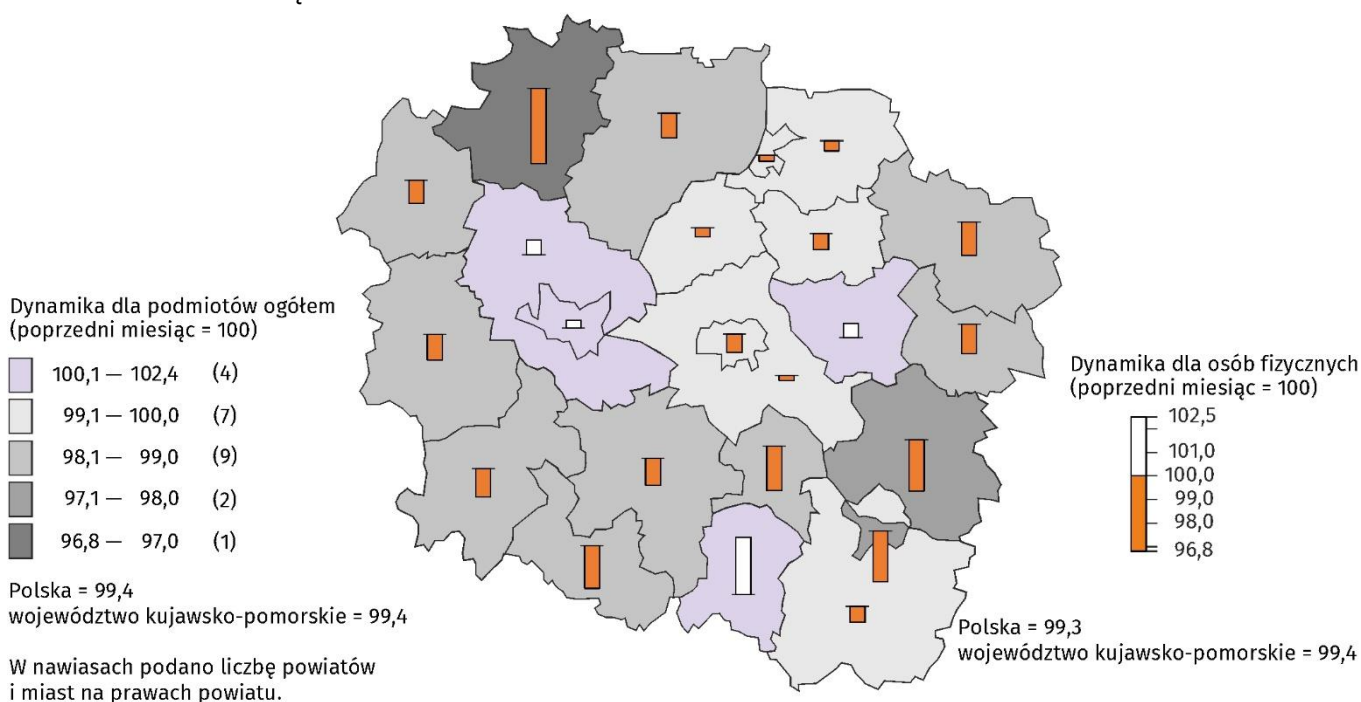 Dynamika dla podmiotów ogółem
(poprzedni miesiąc = 100)
100,1 — 102,4 (4)
99,1 — 100,0 (7)
98,1 — 99,0 (9)
97,1 — 98,0 (2)
96,8 — 97,0 (1)
Polska = 99,4
województwo kujawsko-pomorskie = 99,4
W nawiasach podano liczbę powiatów
i miast na prawach powiatu.
Dynamika dla osób fizycznych
(poprzedni miesiąc = 100)
102,5
101,0
100,0
99,0
98,0
96,8
Polska = 99,3
województwo kujawsko-pomorskie = 99,4